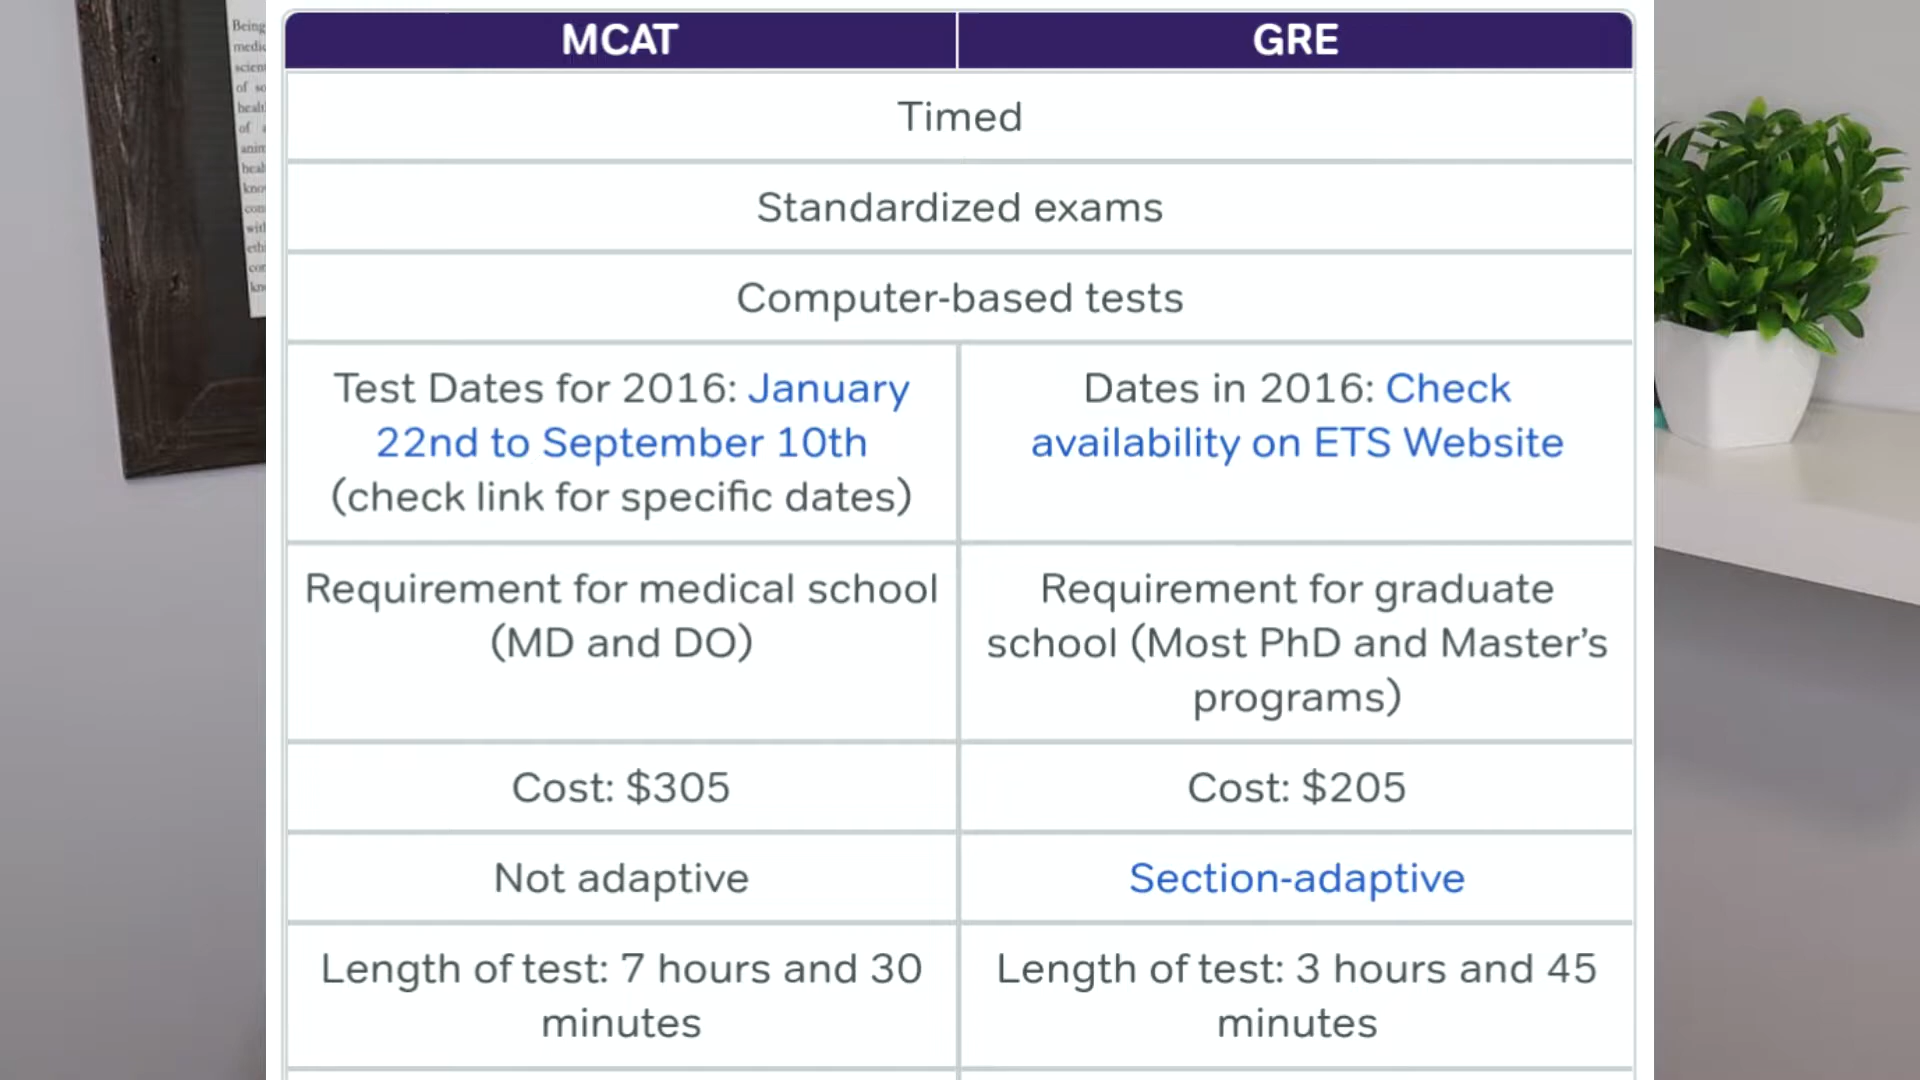 Being
MCAT
GRE
Timed
Standardized exams
Computer-based tests
Test Dates for 2016: January
22nd to September 10th
(check link for specific dates)
Dates in 2016: Check
availability on ETS Website
Requirement for medical school
(MD and DO)
Requirement for graduate
school (Most PhD and Master’s
programs)
Cost: $305
Cost: $205
Not adaptive
Section-adaptive
Length of test: 7 hours and 30
minutes
Length of test: 3 hours and 45
minutes